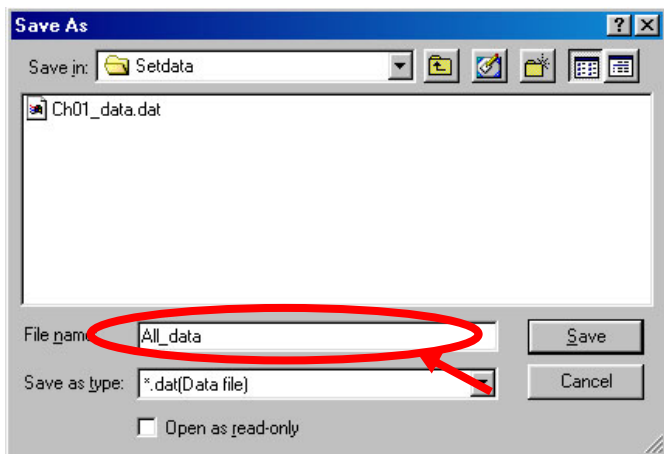 Save As
Save in: Setdata
Ch01_data.dat
File name All_data
Save
Save as type: *.dat(Data file)
Cancel
Open as read-only